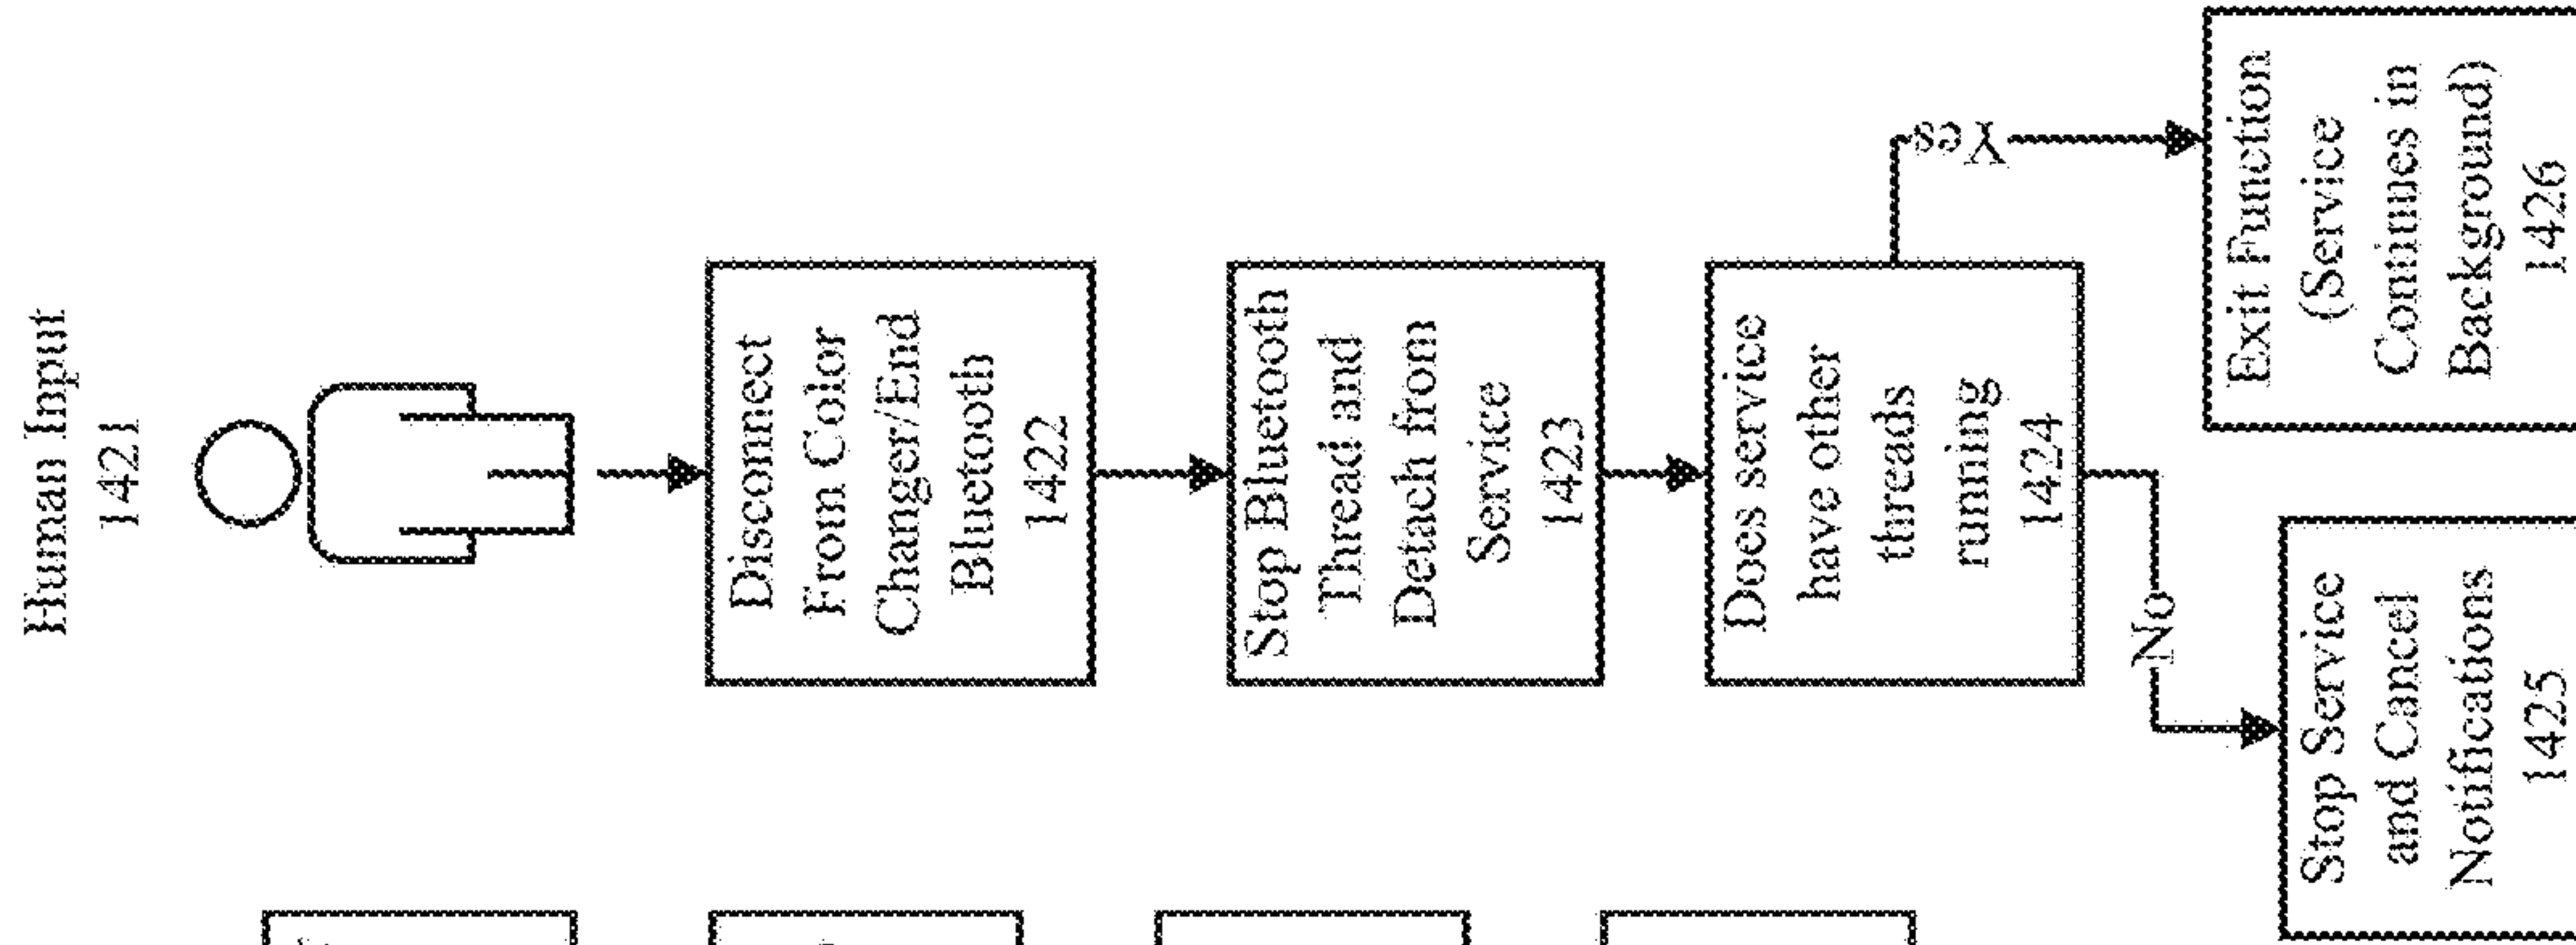 Human Input
1421
Disconnect
From Color
Changer/End
Bluetooth
1422
Stop Bluetooth
Thread and
Detach from
Service
1423
Does service
have other
threads
running
1424
Yes
No
Exit Function
(Service
Continues in
Background)
1426
Stop Service
and Cancel
Notifications
1425